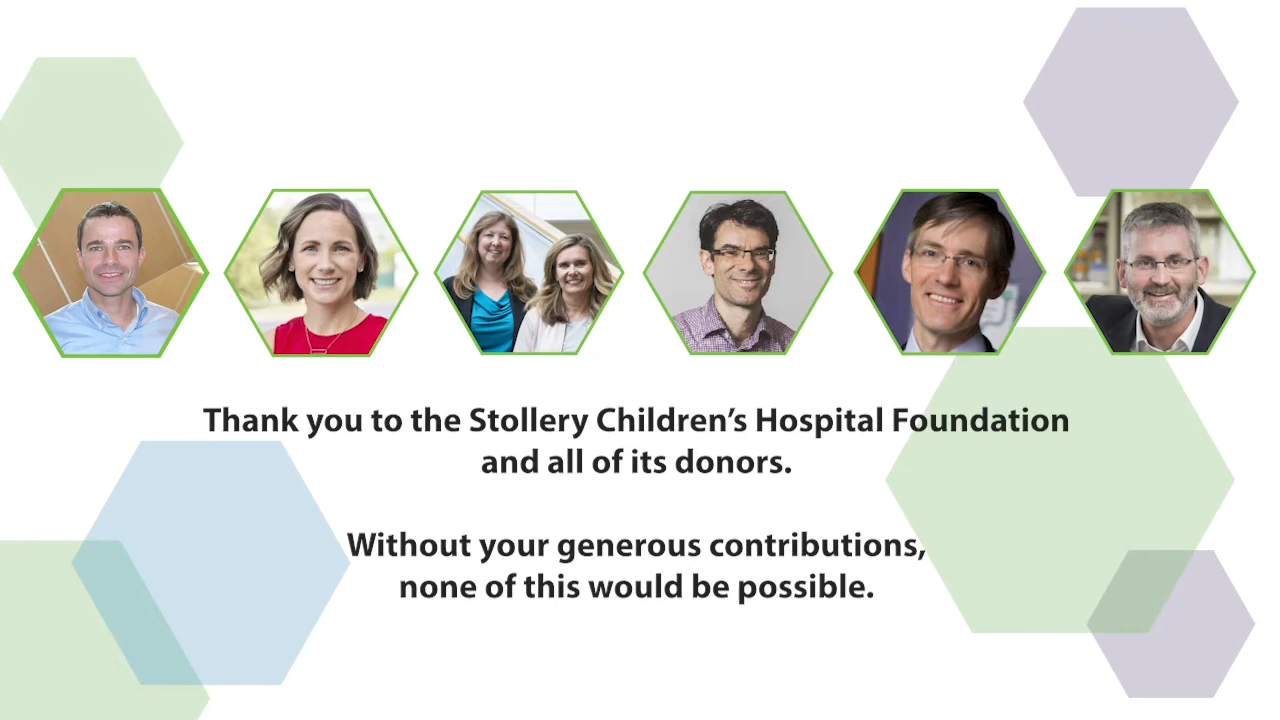 Thank you to the Stollery Children’s Hospital Foundation
and all of its donors.
Without your generous contributions,
none of this would be possible.